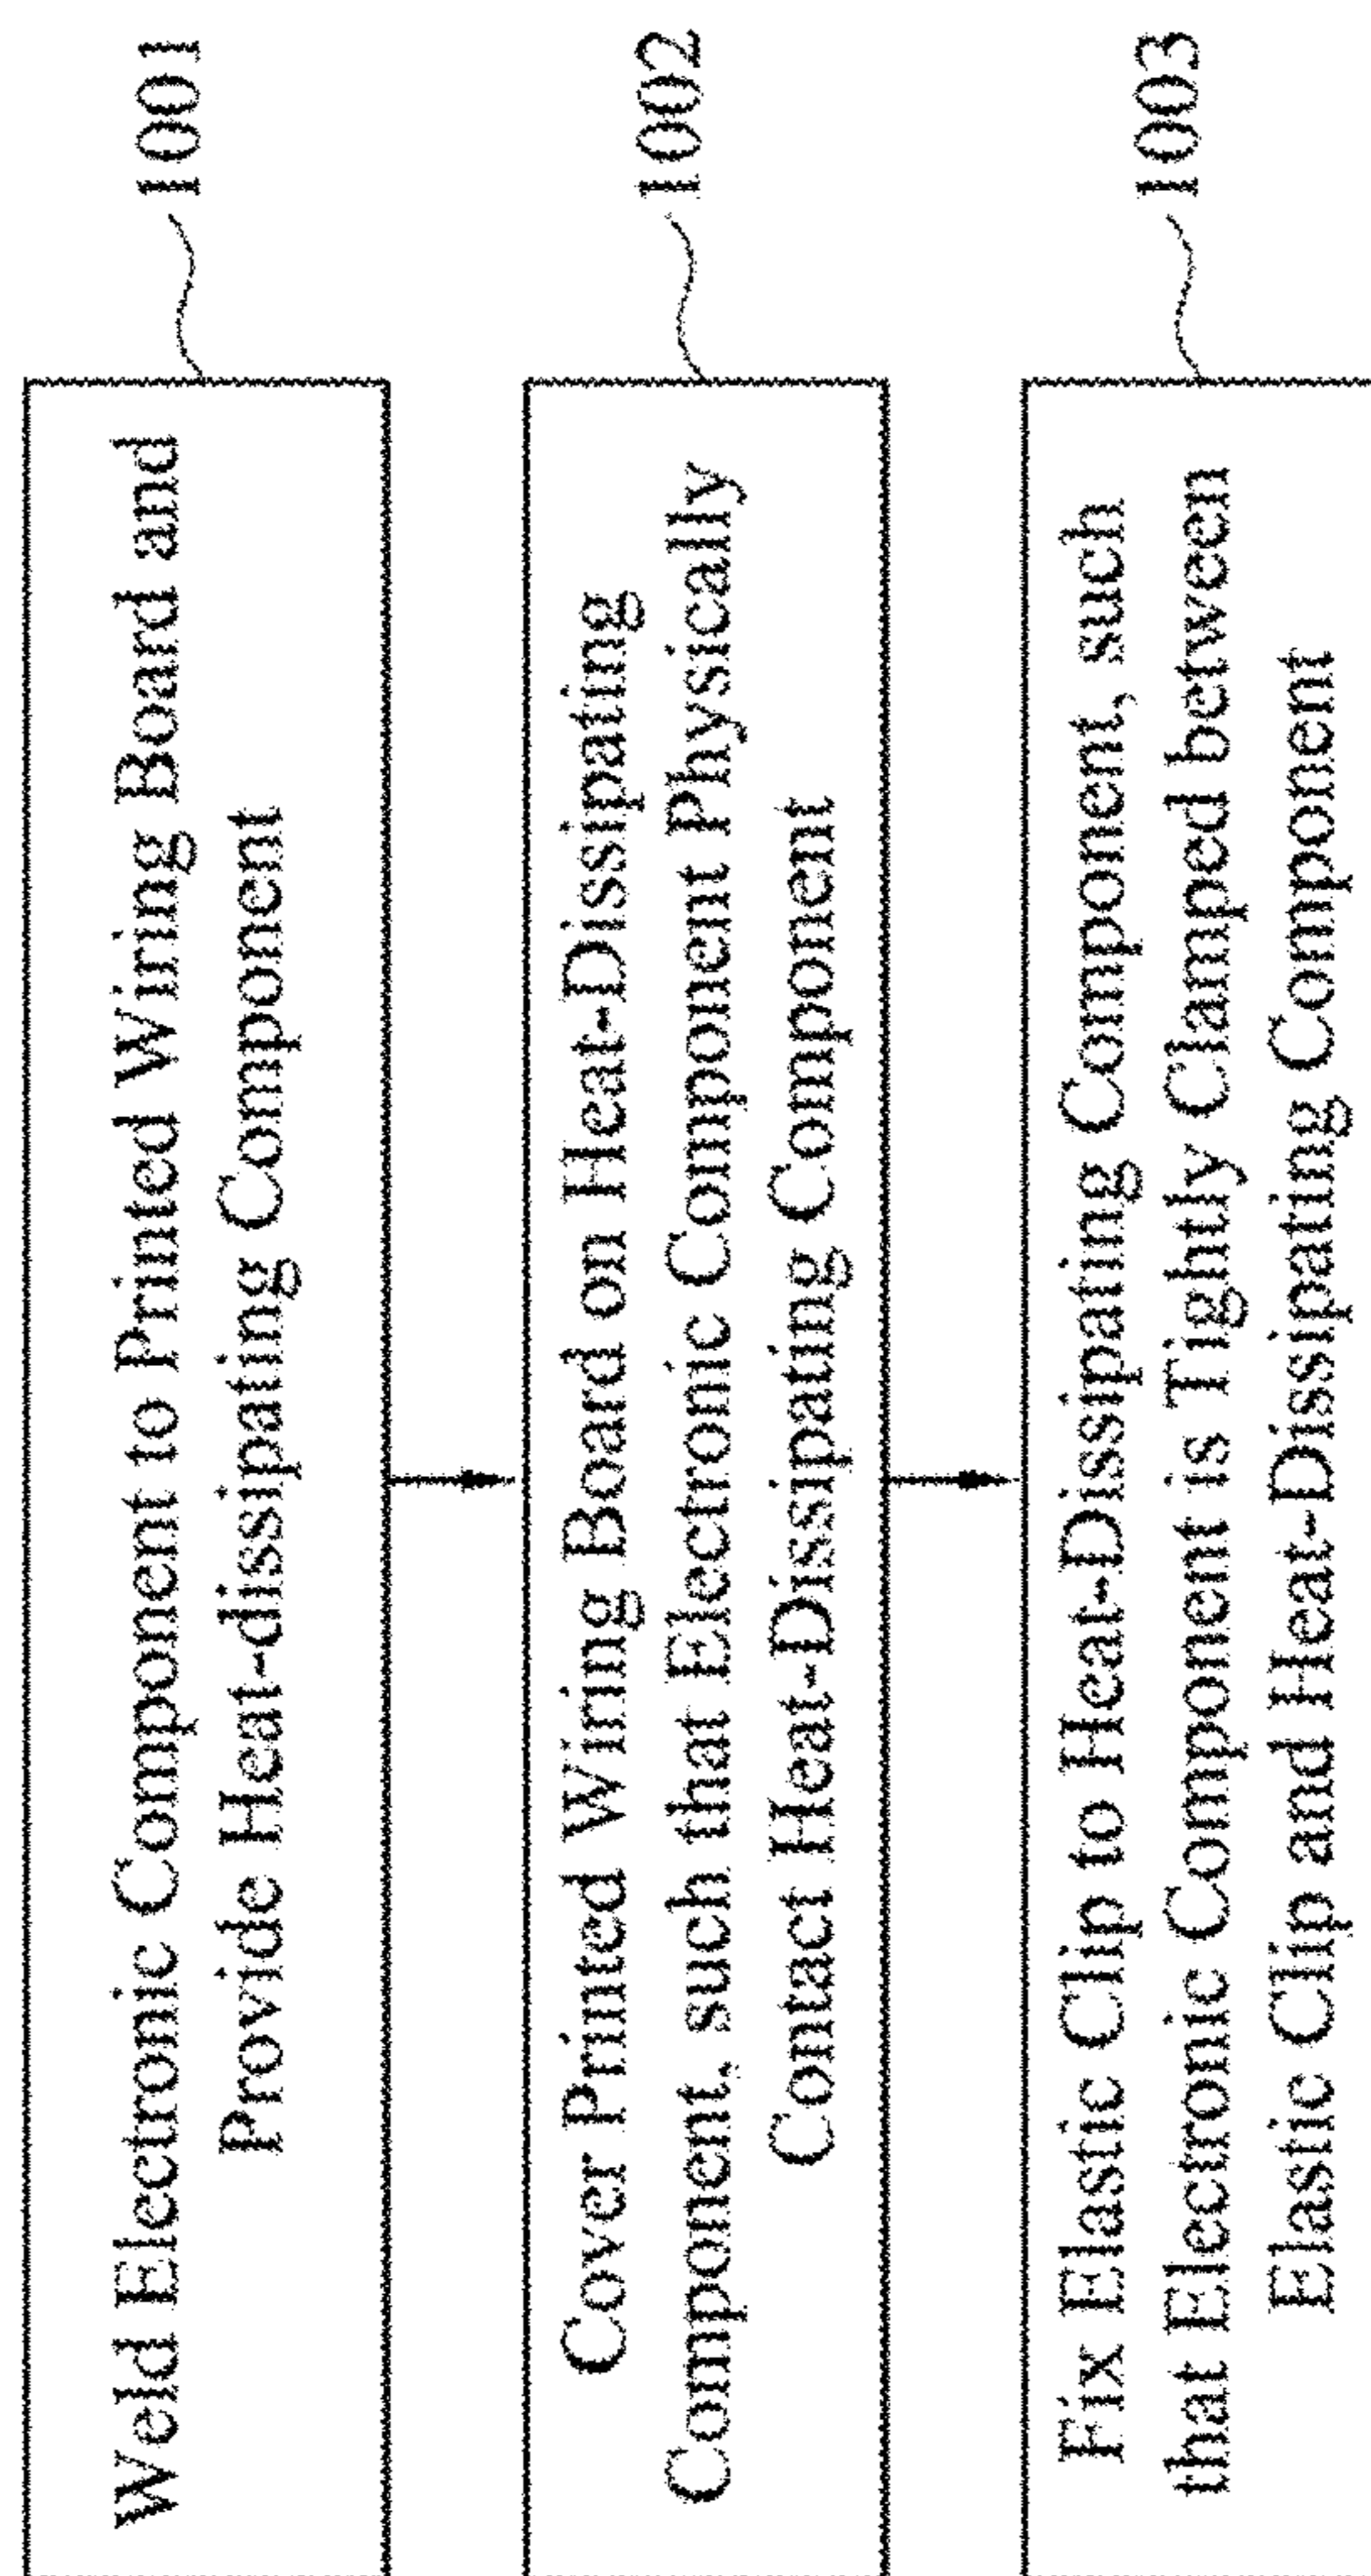 Weld Electronic Component to Printed Wiring Board and
Provide Heat-dissipating Component
1001
Cover Printed Wiring Board on Heat-Dissipating
Component, such that Electronic Component Physically
Contact Heat-Dissipating Component
1002
Fix Elastic Clip to Heat-Dissipating Component, such
that Electronic Component is Tightly Clamped between
Elastic Clip and Heat-Dissipating Component
1003